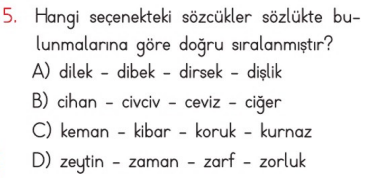 5. Hangi seçenekteki sözcükler sözlükte bu-
lunmalarına göre doğru sıralanmıştır?
A) dilek - dibek - dirsek - dişlik
B) cihan - civciv - ceviz - ciğer
C) keman - kibar - koruk - kurnaz
D) zeytin - zaman - zarf - zorluk